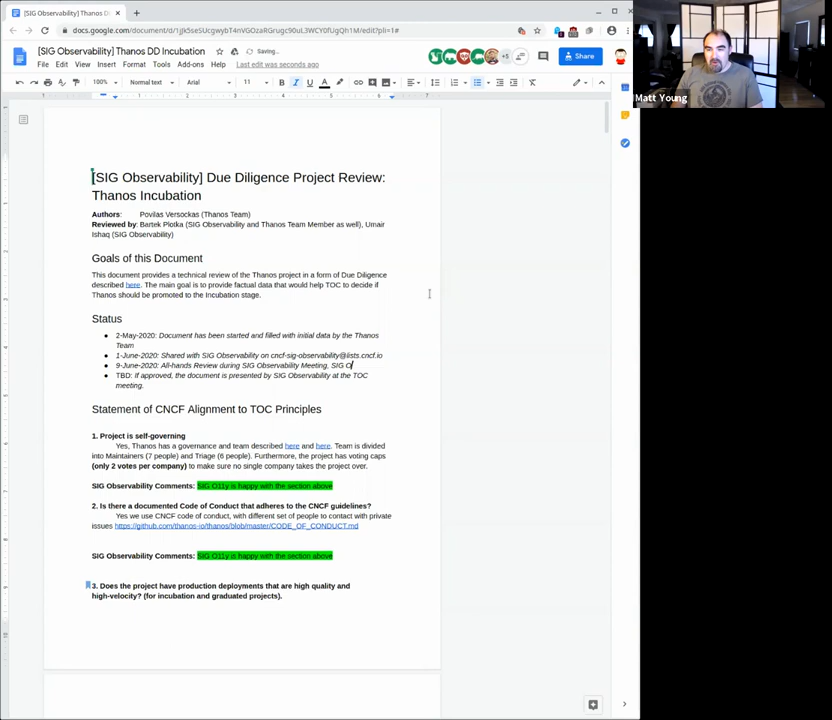 [SIG Observability] Thanos D
docs.google.com/document/d/1
[SIG Observability] Thanos DD Incubation
Saving...
File Edit View Insert Format Tools Add-ons Help
Last edit was seconds ago
+5
Share
100%
Normal text
Arial
11
B I U A
Matt Young
[SIG Observability] Due Diligence Project Review:
Thanos Incubation
Authors: Povilas Versockas (Thanos Team)
Reviewed by: Bartek Plotka (SIG Observability and Thanos Team Member as well), Umair
Ishaq (SIG Observability)
Goals of this Document
This document provides a technical review of the Thanos project in a form of Due Diligence
described here. The main goal is to provide factual data that would help TOC to decide if
Thanos should be promoted to the Incubation stage.
Status
2-May-2020: Document has been started and filled with initial data by the Thanos
Team
1-June-2020: Shared with SIG Observability on cncf-sig-observability@lists.cncf.io
9-June-2020: All-hands Review during SIG Observability Meeting, SIG O
TBD: If approved, the document is presented by SIG Observability at the TOC
meeting.
Statement of CNCF Alignment to TOC Principles
1. Project is self-governing
Yes, Thanos has a governance and team described here and here. Team is divided
into Maintainers (7 people) and Triage (6 people). Furthermore, the project has voting caps
(only 2 votes per company) to make sure no single company takes the project over.
SIG Observability Comments: SIG O11y is happy with the section above
2. Is there a documented Code of Conduct that adheres to the CNCF guidelines?
Yes we use CNCF code of conduct, with different set of people to contact with private
issues https://github.com/thanos-io/thanos/blob/master/CODE_OF_CONDUCT.md
SIG Observability Comments: SIG O11y is happy with the section above
3. Does the project have production deployments that are high quality and
high-velocity? (for incubation and graduated projects).